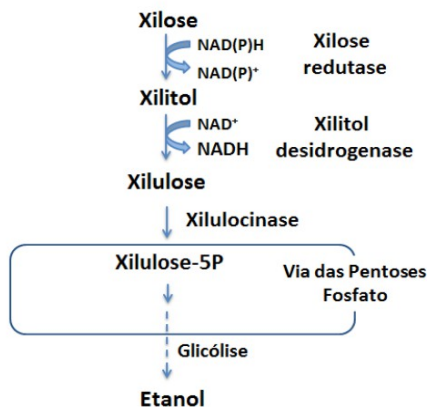 Xilose
NAD(P)H
NAD(P)⁺
Xilose
redutase
Xilitol
NAD⁺
NADH
Xilitol
desidrogenase
Xilulose
Xilulocinase
Xilulose-5P
Via das Pentoses
Fosfato
Glicólise
Etanol